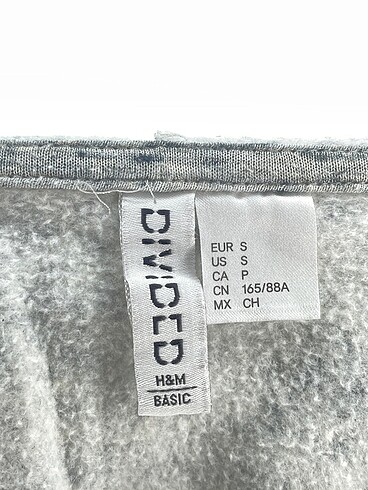 DIVIDED
H&M
BASIC
EUR S
US S
CA P
CN 165/88A
MX CH